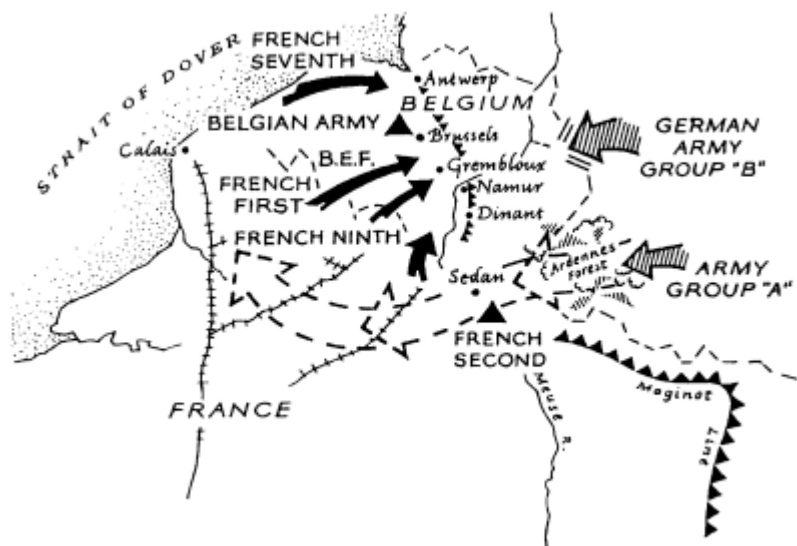 STRAIT OF DOVER
FRENCH
SEVENTH
Antwerp
BELGIUM
BELGIAN ARMY
Brussels
GERMAN
ARMY
GROUP "B"
Calais
B.E.F.
Grembloux
FRENCH
FIRST
Namur
Dinant
FRENCH NINTH
Sedan
Ardennes
Forest
ARMY
GROUP "A"
FRENCH
SECOND
FRANCE
Meuse R.
Maginot
Line